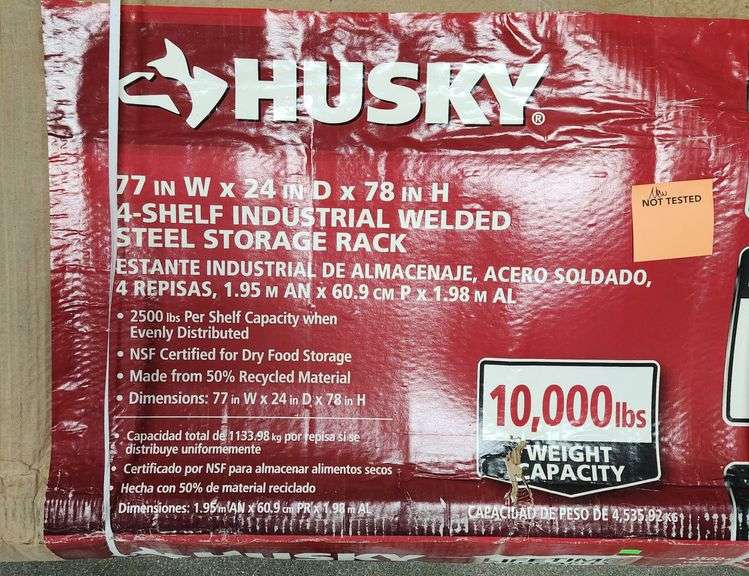 HUSKY®
77 IN W x 24 IN D x 78 IN H
4-SHELF INDUSTRIAL WELDED
STEEL STORAGE RACK
ESTANTE INDUSTRIAL DE ALMACENAJE, ACERO SOLDADO,
4 REPISAS, 1.95 M AN x 60.9 CM P x 1.98 M AL
• 2500 lbs Per Shelf Capacity when
Evenly Distributed
• NSF Certified for Dry Food Storage
• Made from 50% Recycled Material
• Dimensions: 77 in W x 24 in D x 78 in H
• Capacidad total de 1133.98 kg por repisa si se
distribuye uniformemente
• Certificado por NSF para almacenar alimentos secos
• Hecha con 50% de material reciclado
Dimensiones: 1.95 m AN x 60.9 cm PR x 1.98 m AL
New
NOT TESTED
10,000 lbs
WEIGHT
CAPACITY
CAPACIDAD DE PESO DE 4,535.92 KG
HUSKY
LIFETIME